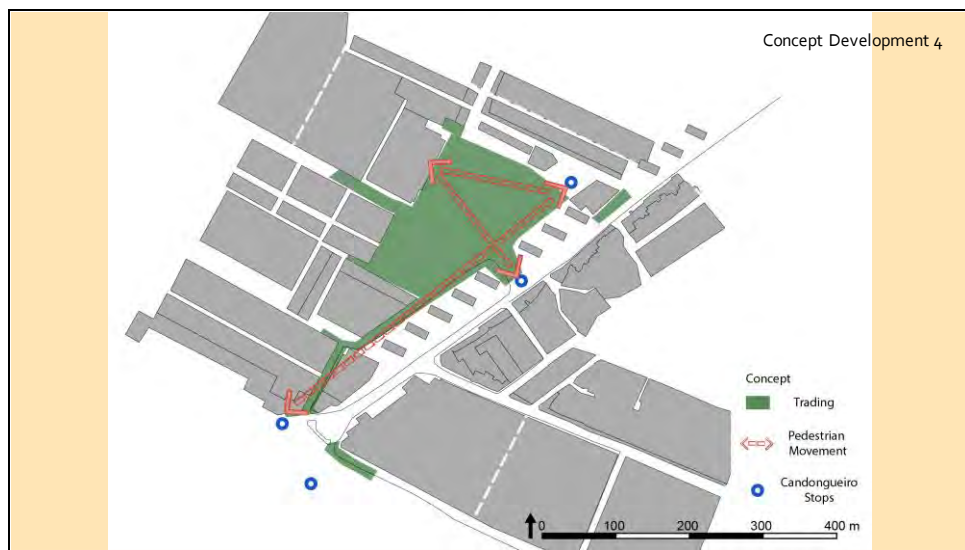 Concept Development 4
Concept
Trading
Pedestrian
Movement
Candongueiro
Stops
0 100 200 300 400 m